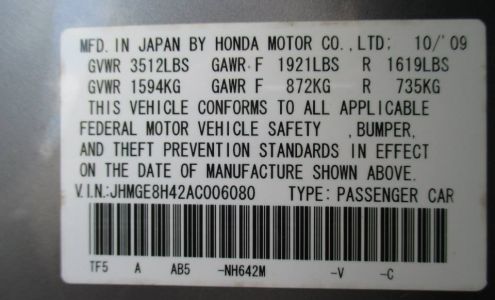 MFD. IN JAPAN BY HONDA MOTOR CO., LTD; 10/'09
GVWR 3512LBS GAWR F 1921LBS R 1619LBS
GVWR 1594KG GAWR F 872KG R 735KG
THIS VEHICLE CONFORMS TO ALL APPLICABLE
FEDERAL MOTOR VEHICLE SAFETY ,BUMPER,
AND THEFT PREVENTION STANDARDS IN EFFECT
ON THE DATE OF MANUFACTURE SHOWN ABOVE.
V.I.N:JHMGE8H42AC006080 TYPE: PASSENGER CAR
TF5 A AB5 -NH642M -V -C